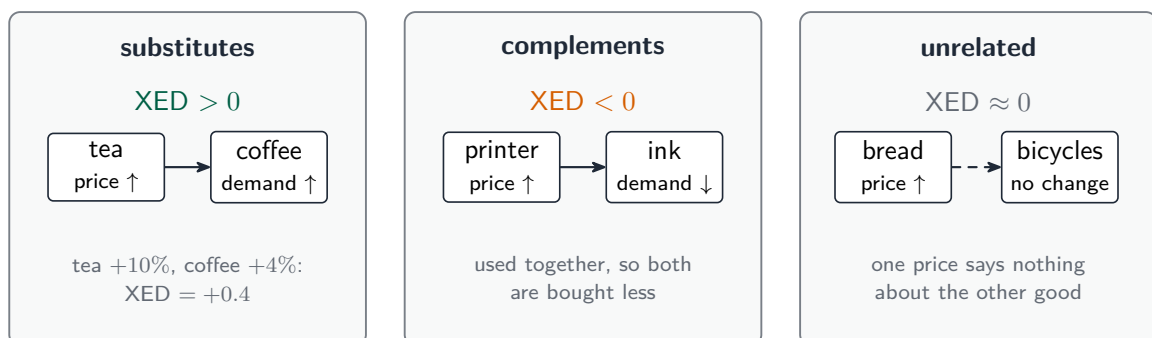 substitutes
XED > 0
tea
price ↑
coffee
demand ↑
tea +10%, coffee +4%:
XED = +0.4
complements
XED < 0
printer
price ↑
ink
demand ↓
used together, so both
are bought less
unrelated
XED ≈ 0
bread
price ↑
bicycles
no change
one price says nothing
about the other good